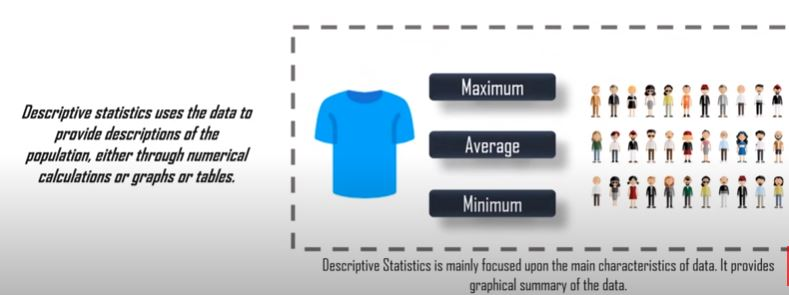 Descriptive statistics uses the data to
provide descriptions of the
population, either through numerical
calculations or graphs or tables.
Maximum
Average
Minimum
Descriptive Statistics is mainly focused upon the main characteristics of data. It provides
graphical summary of the data.